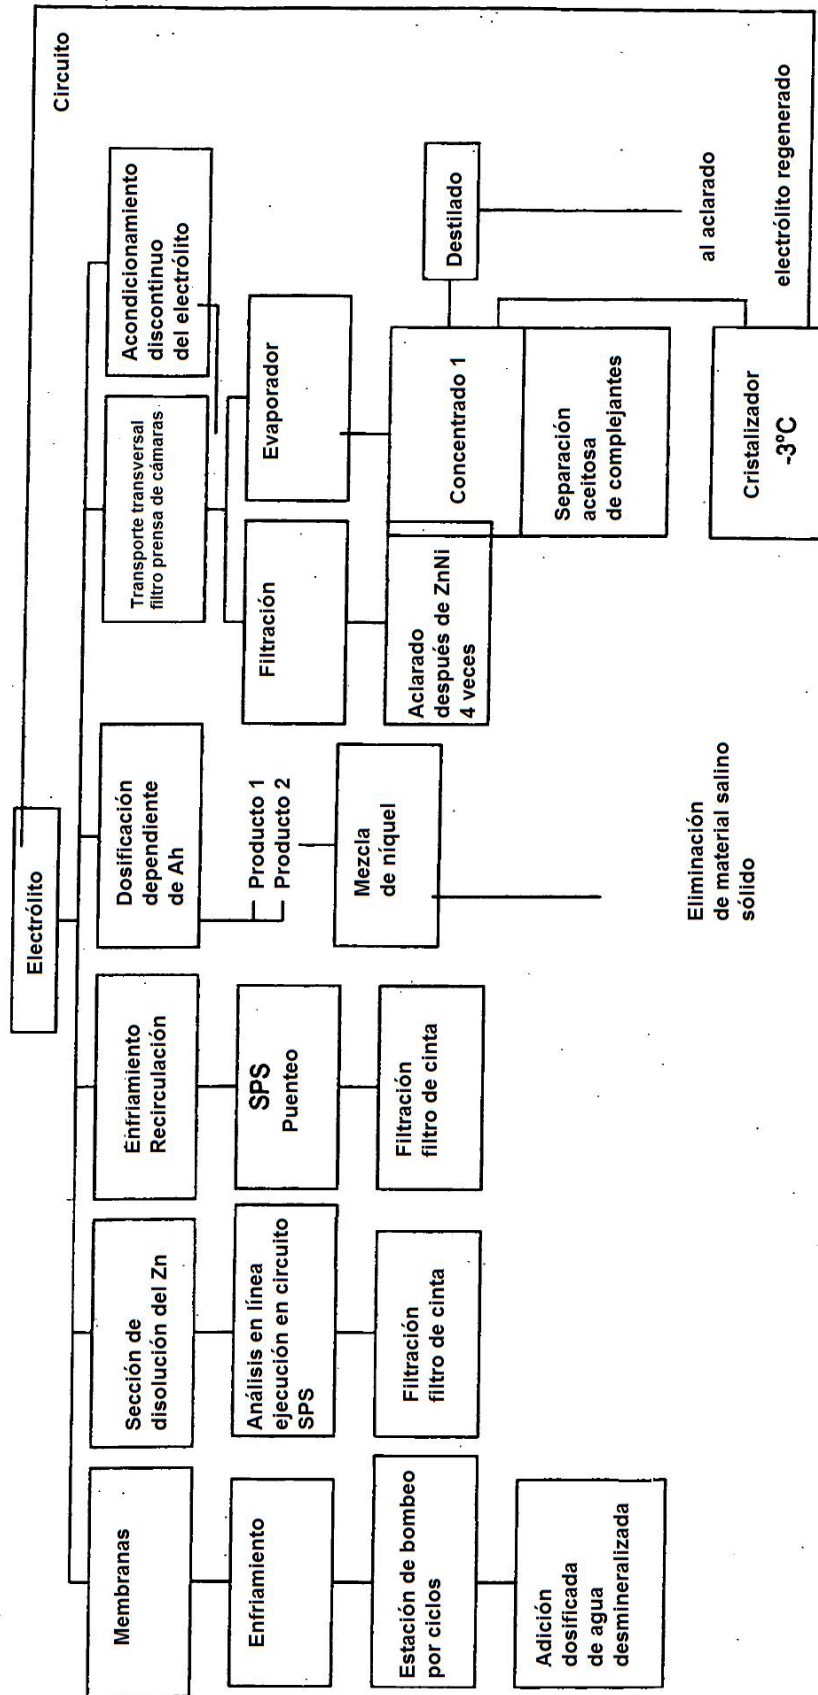 Circuito
Electrólito
Membranas
Enfriamiento
Estación de bombeo
por ciclos
Adición
dosificada
de agua
desmineralizada
Sección de
disolución del Zn
Análisis en línea
ejecución en circuito
SPS
Filtración
filtro de cinta
Enfriamiento
Recirculación
SPS
Puenteo
Filtración
filtro de cinta
Dosificación
dependiente
de Ah
Producto 1
Producto 2
Mezcla
de níquel
Eliminación
de material salino
sólido
Transporte transversal
filtro prensa de cámaras
Filtración
Aclarado
después de ZnNi
4 veces
Evaporador
Concentrado 1
Separación
aceitosa
de complejantes
Acondicionamiento
discontinuo
del electrólito
Destilado
al aclarado
Cristalizador
-3ºC
electrólito regenerado